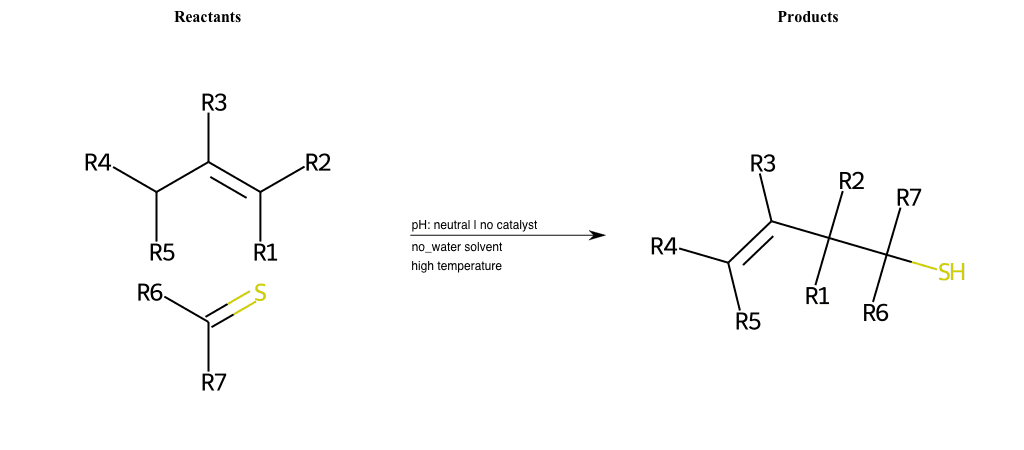 Reactants
Products
R3
R4
R2
R5
R1
R6
S
R7
pH: neutral | no catalyst
no_water solvent
high temperature
R3
R2
R7
R4
SH
R1
R6
R5